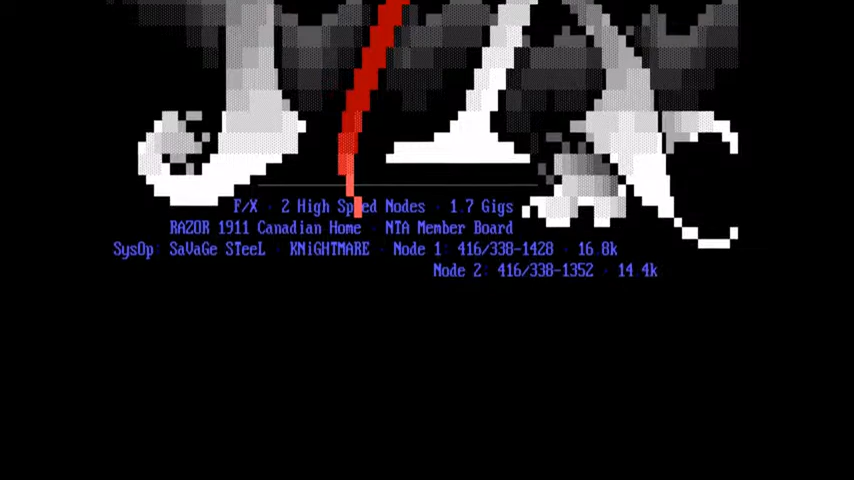 F/X · 2 High Speed Nodes · 1.7 Gigs
RAZOR 1911 Canadian Home · NTA Member Board
SysOp: SaVaGe STeeL · KNiGHTMARE · Node 1: 416/338-1428 · 16.8k
Node 2: 416/338-1352 · 14.4k